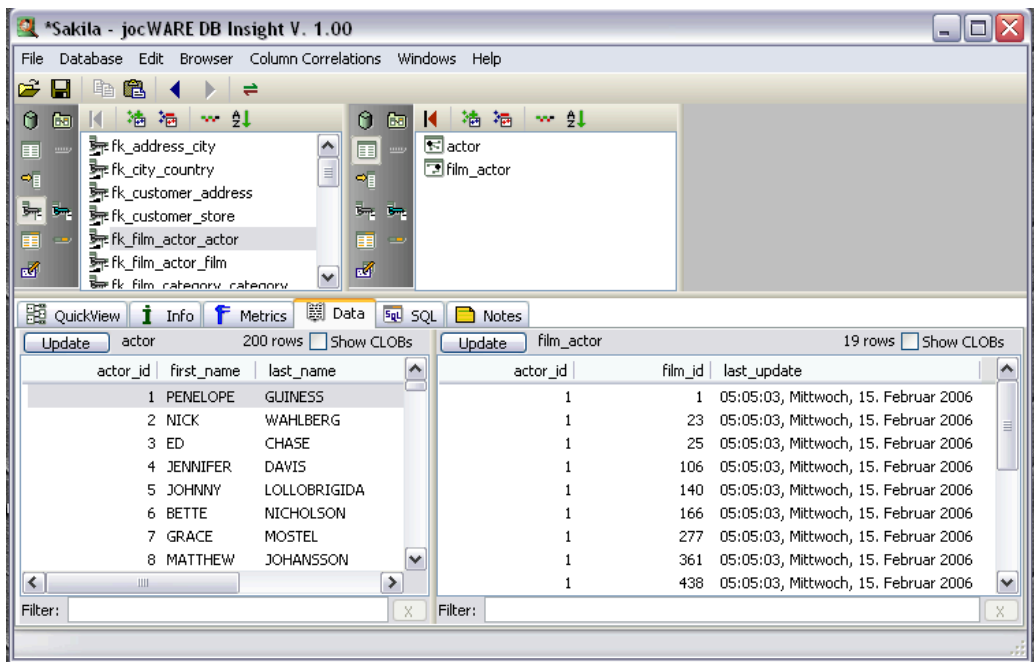 *Sakila - jocWARE DB Insight V. 1.00
File Database Edit Browser Column Correlations Windows Help
fk_address_city
fk_city_country
fk_customer_address
fk_customer_store
fk_film_actor_actor
fk_film_actor_film
fk_film_category_category
actor
film_actor
QuickView Info Metrics Data SQL Notes
Update actor 200 rows Show CLOBs
actor_id first_name last_name
1 PENELOPE GUINESS
2 NICK WAHLBERG
3 ED CHASE
4 JENNIFER DAVIS
5 JOHNNY LOLLOBRIGIDA
6 BETTE NICHOLSON
7 GRACE MOSTEL
8 MATTHEW JOHANSSON
Filter: X
Update film_actor 19 rows Show CLOBs
actor_id film_id last_update
1 1 05:05:03, Mittwoch, 15. Februar 2006
1 23 05:05:03, Mittwoch, 15. Februar 2006
1 25 05:05:03, Mittwoch, 15. Februar 2006
1 106 05:05:03, Mittwoch, 15. Februar 2006
1 140 05:05:03, Mittwoch, 15. Februar 2006
1 166 05:05:03, Mittwoch, 15. Februar 2006
1 277 05:05:03, Mittwoch, 15. Februar 2006
1 361 05:05:03, Mittwoch, 15. Februar 2006
1 438 05:05:03, Mittwoch, 15. Februar 2006
Filter: X